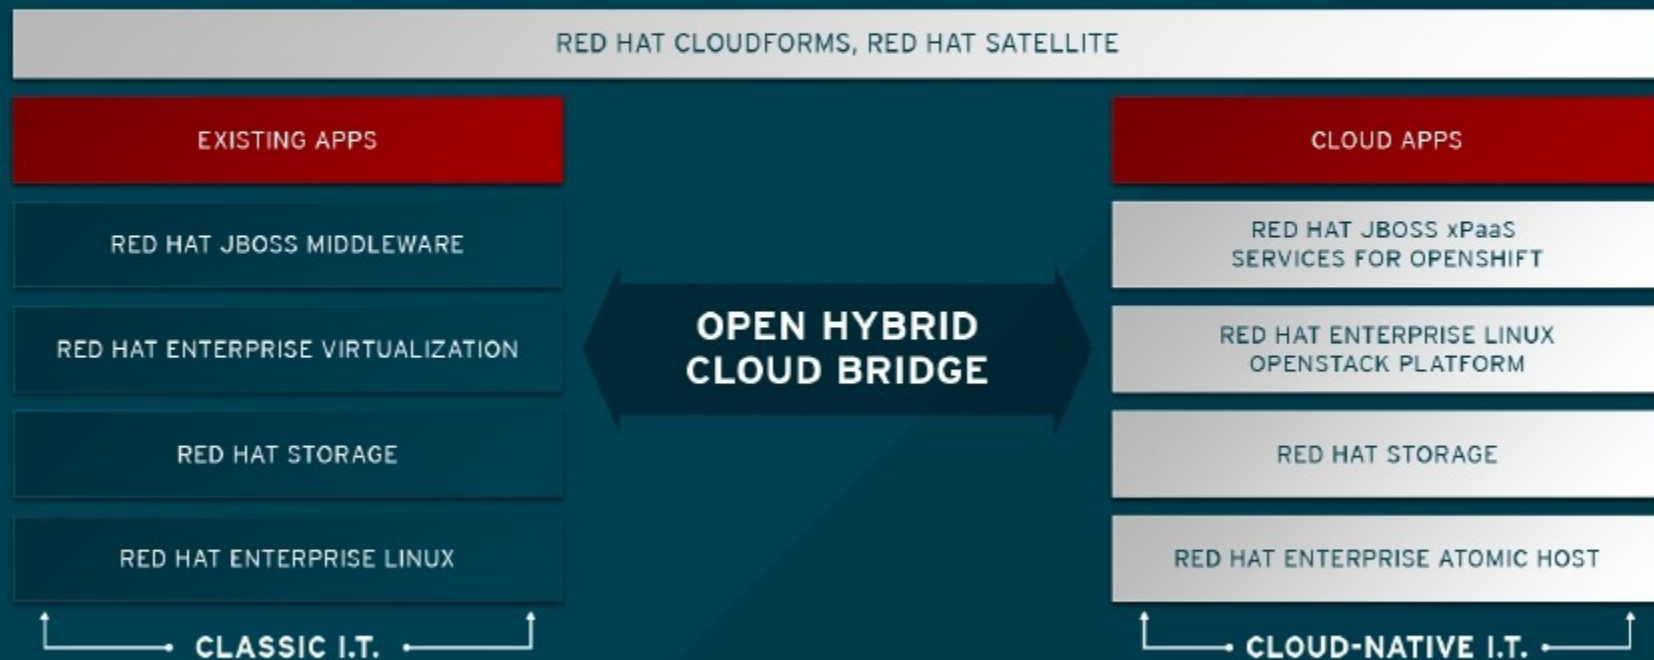 RED HAT CLOUDFORMS, RED HAT SATELLITE
EXISTING APPS
RED HAT JBOSS MIDDLEWARE
RED HAT ENTERPRISE VIRTUALIZATION
RED HAT STORAGE
RED HAT ENTERPRISE LINUX
CLASSIC I.T.
OPEN HYBRID
CLOUD BRIDGE
CLOUD APPS
RED HAT JBOSS xPaaS
SERVICES FOR OPENSHIFT
RED HAT ENTERPRISE LINUX
OPENSTACK PLATFORM
RED HAT STORAGE
RED HAT ENTERPRISE ATOMIC HOST
CLOUD-NATIVE I.T.